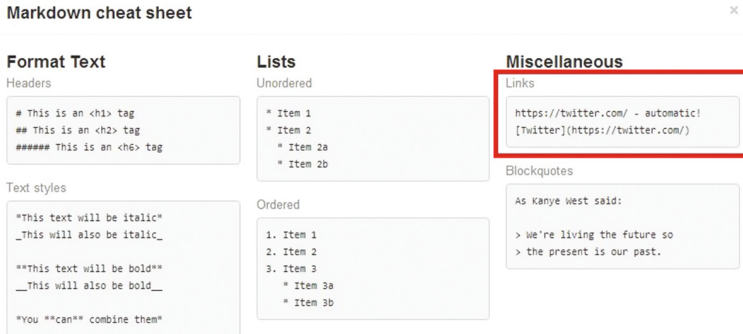 Markdown cheat sheet
×
Format Text
Headers
# This is an <h1> tag
## This is an <h2> tag
###### This is an <h6> tag
Text styles
*This text will be italic*
_This will also be italic_
**This text will be bold**
__This will also be bold__
*You **can** combine them*
Lists
Unordered
* Item 1
* Item 2
  * Item 2a
  * Item 2b
Ordered
1. Item 1
2. Item 2
3. Item 3
   * Item 3a
   * Item 3b
Miscellaneous
Links
https://twitter.com/ - automatic!
[Twitter](https://twitter.com/)
Blockquotes
As Kanye West said:
> We're living the future so
> the present is our past.